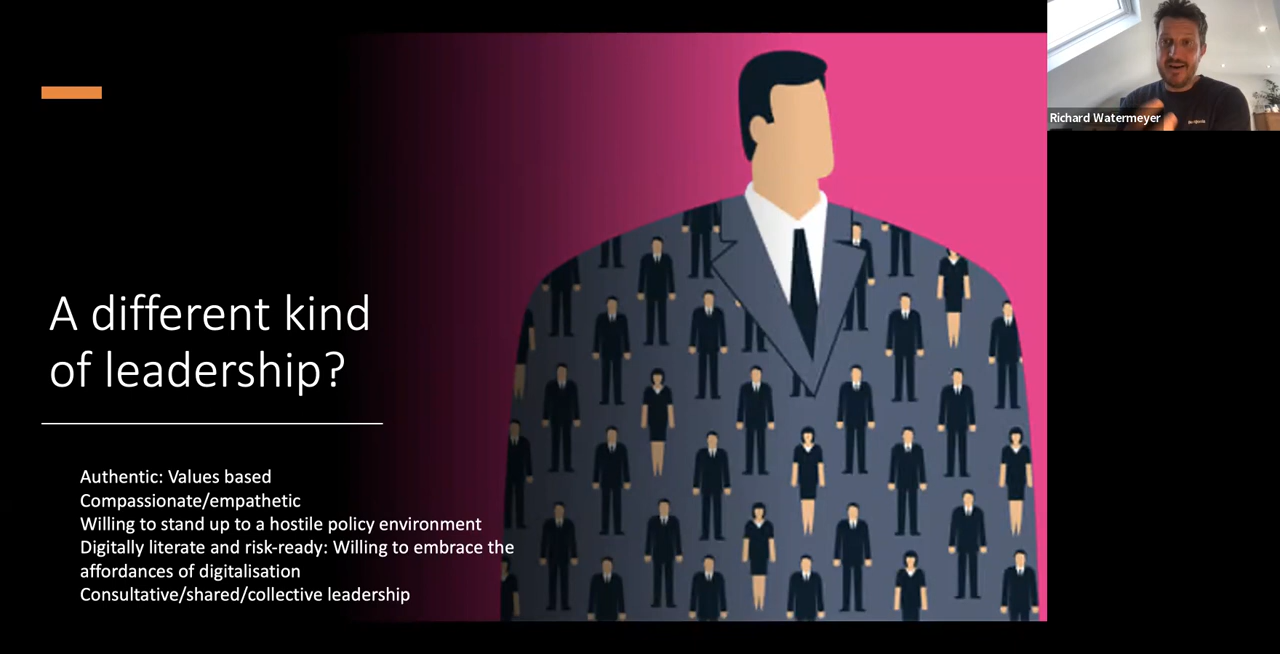 A different kind
of leadership?
Authentic: Values based
Compassionate/empathetic
Willing to stand up to a hostile policy environment
Digitally literate and risk-ready: Willing to embrace the
affordances of digitalisation
Consultative/shared/collective leadership
Richard Watermeyer